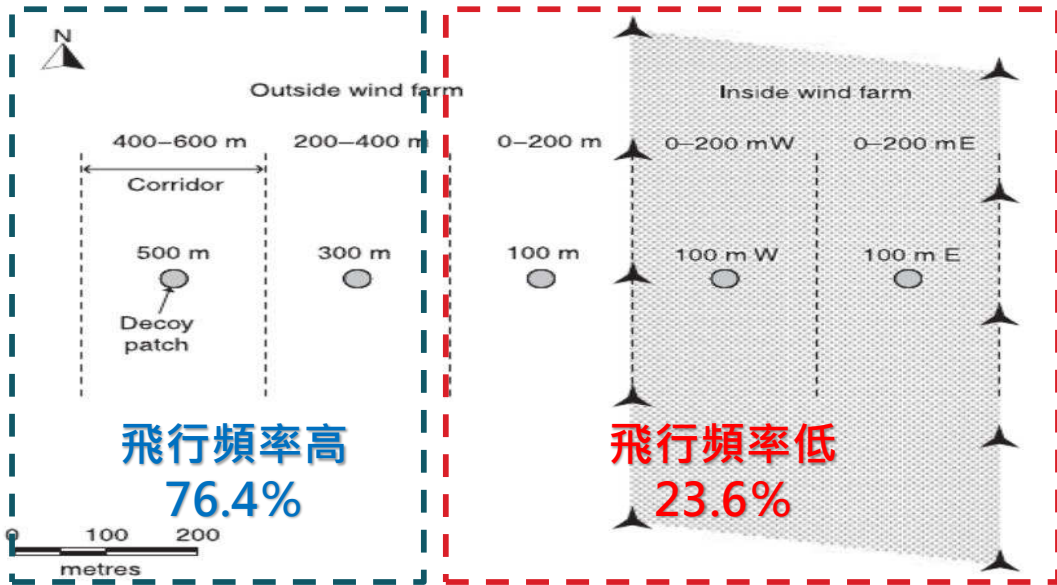 N
Outside wind farm
Inside wind farm
400–600 m
200–400 m
0–200 m
0–200 mW
0–200 mE
Corridor
500 m
300 m
100 m
100 m W
100 m E
Decoy
patch
飛行頻率高
76.4%
飛行頻率低
23.6%
0 100 200
metres